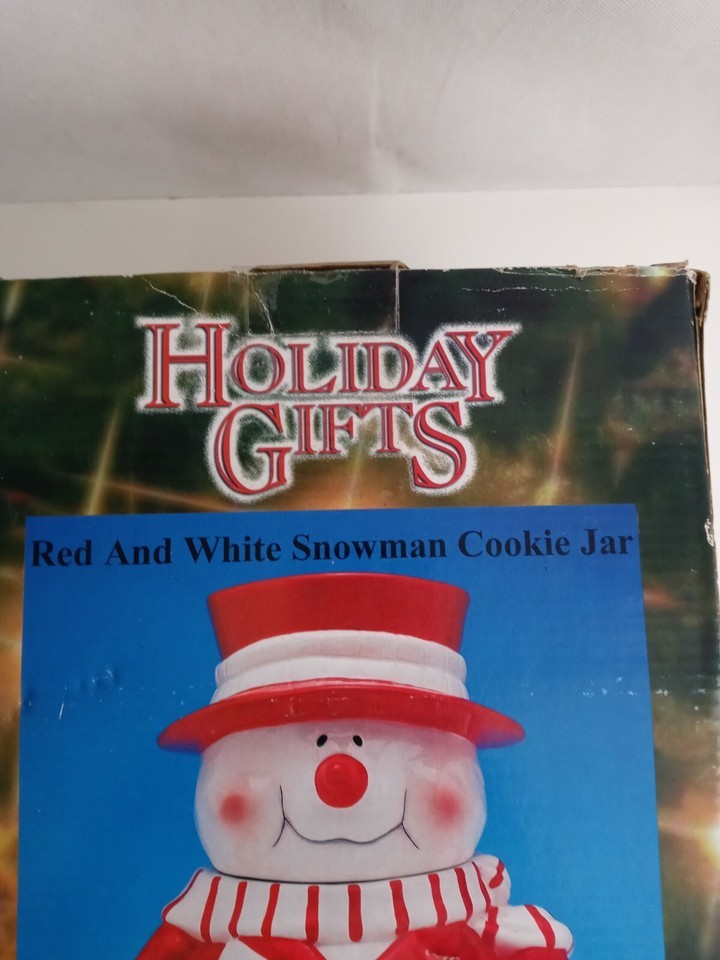 HOLIDAY
GIFTS
Red And White Snowman Cookie Jar